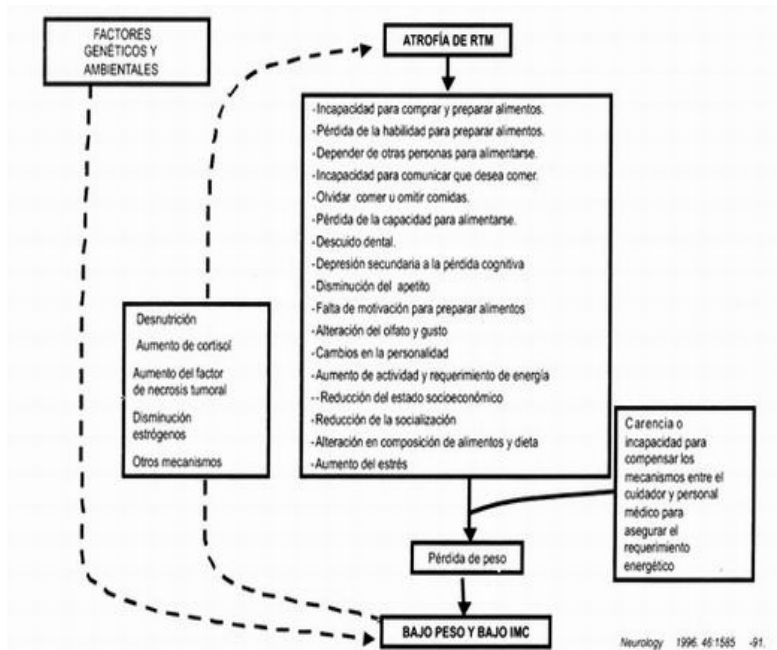 FACTORES
GENÉTICOS Y
AMBIENTALES
ATROFÍA DE RTM
-Incapacidad para comprar y preparar alimentos.
-Pérdida de la habilidad para preparar alimentos.
-Depender de otras personas para alimentarse.
-Incapacidad para comunicar que desea comer.
-Olvidar comer u omitir comidas.
-Pérdida de la capacidad para alimentarse.
-Descuido dental.
-Depresión secundaria a la pérdida cognitiva
-Disminución del apetito
-Falta de motivación para preparar alimentos
-Alteración del olfato y gusto
-Cambios en la personalidad
-Aumento de actividad y requerimiento de energía
--Reducción del estado socioeconómico
-Reducción de la socialización
-Alteración en composición de alimentos y dieta
-Aumento del estrés
Desnutrición
Aumento de cortisol
Aumento del factor
de necrosis tumoral
Disminución
estrógenos
Otros mecanismos
Carencia o
incapacidad para
compensar los
mecanismos entre el
cuidador y personal
médico para
asegurar el
requerimiento
energético
Pérdida de peso
BAJO PESO Y BAJO IMC
Neurology 1996. 46:1585 -91.